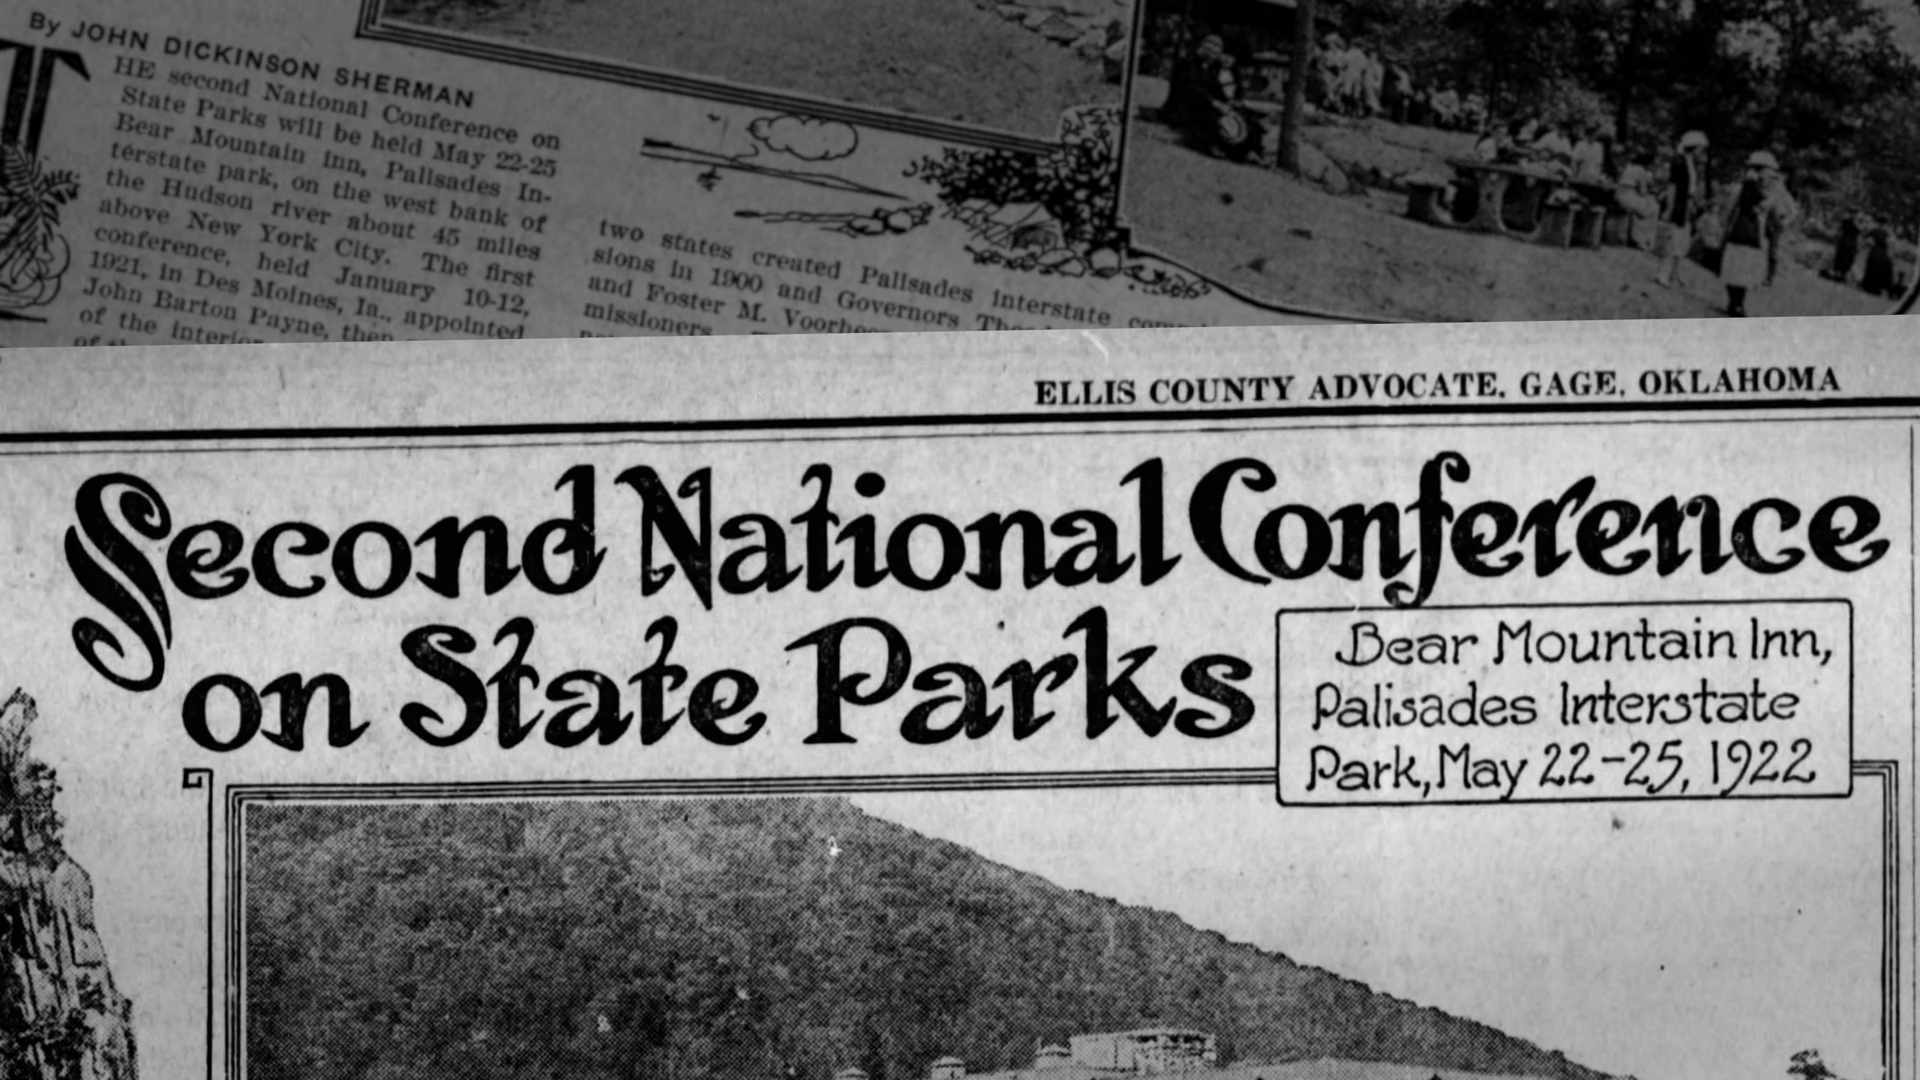 By JOHN DICKINSON SHERMAN
THE second National Conference on
State Parks will be held May 22-25
Bear Mountain inn, Palisades In-
terstate park, on the west bank of
the Hudson river about 45 miles
above New York City. The first
conference, held January 10-12,
1921, in Des Moines, Ia., appointed
John Barton Payne, then
of the interior
two states created Palisades interstate
sions in 1900 and Governors
and Foster M.
missioners
ELLIS COUNTY ADVOCATE, GAGE, OKLAHOMA
Second National Conference
on State Parks
Bear Mountain Inn,
Palisades Interstate
Park, May 22-25, 1922